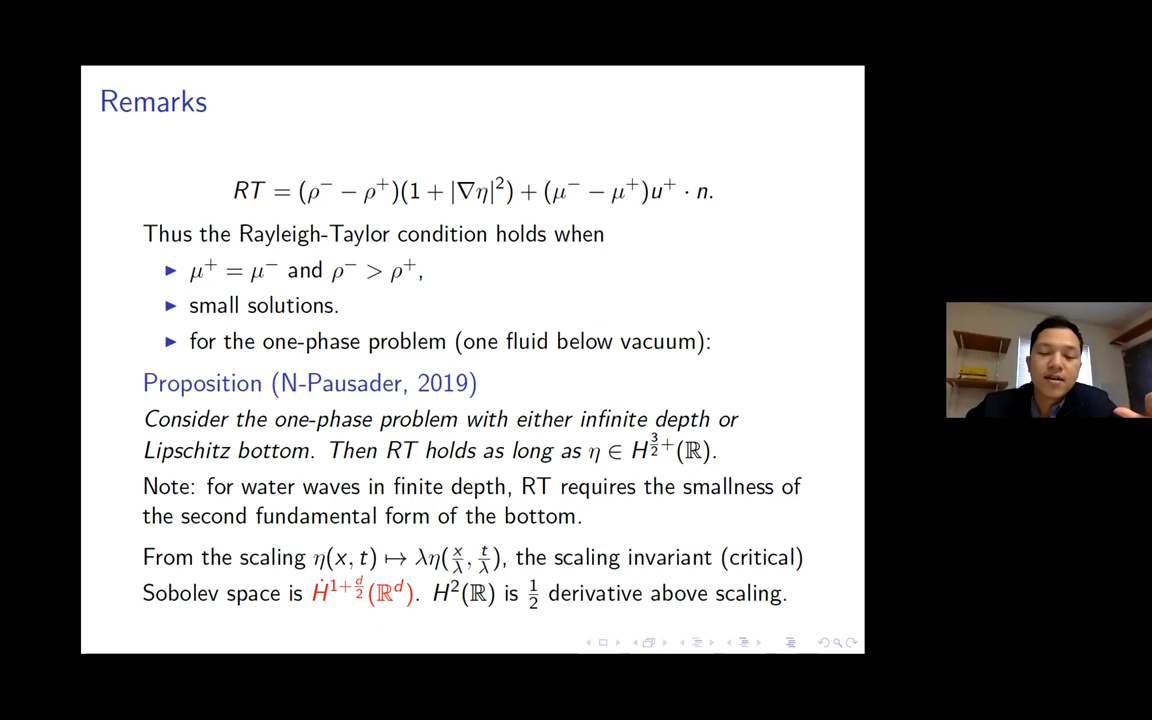 Remarks
RT = (ρ⁻ − ρ⁺)(1 + |∇η|²) + (μ⁻ − μ⁺)u⁺ · n.
Thus the Rayleigh-Taylor condition holds when
▶ μ⁺ = μ⁻ and ρ⁻ > ρ⁺,
▶ small solutions.
▶ for the one-phase problem (one fluid below vacuum):
Proposition (N-Pausader, 2019)
Consider the one-phase problem with either infinite depth or
Lipschitz bottom. Then RT holds as long as η ∈ H^{3/2+}(ℝ).
Note: for water waves in finite depth, RT requires the smallness of
the second fundamental form of the bottom.
From the scaling η(x, t) ↦ λη(x/λ, t/λ), the scaling invariant (critical)
Sobolev space is Ḣ^{1+d/2}(ℝ^d). H²(ℝ) is 1/2 derivative above scaling.